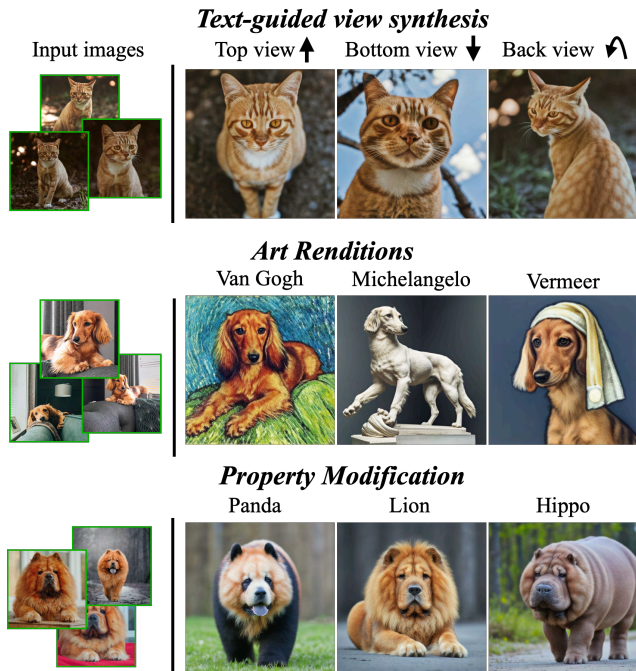 Text-guided view synthesis
Input images
Top view
Bottom view
Back view
Art Renditions
Van Gogh
Michelangelo
Vermeer
Property Modification
Panda
Lion
Hippo